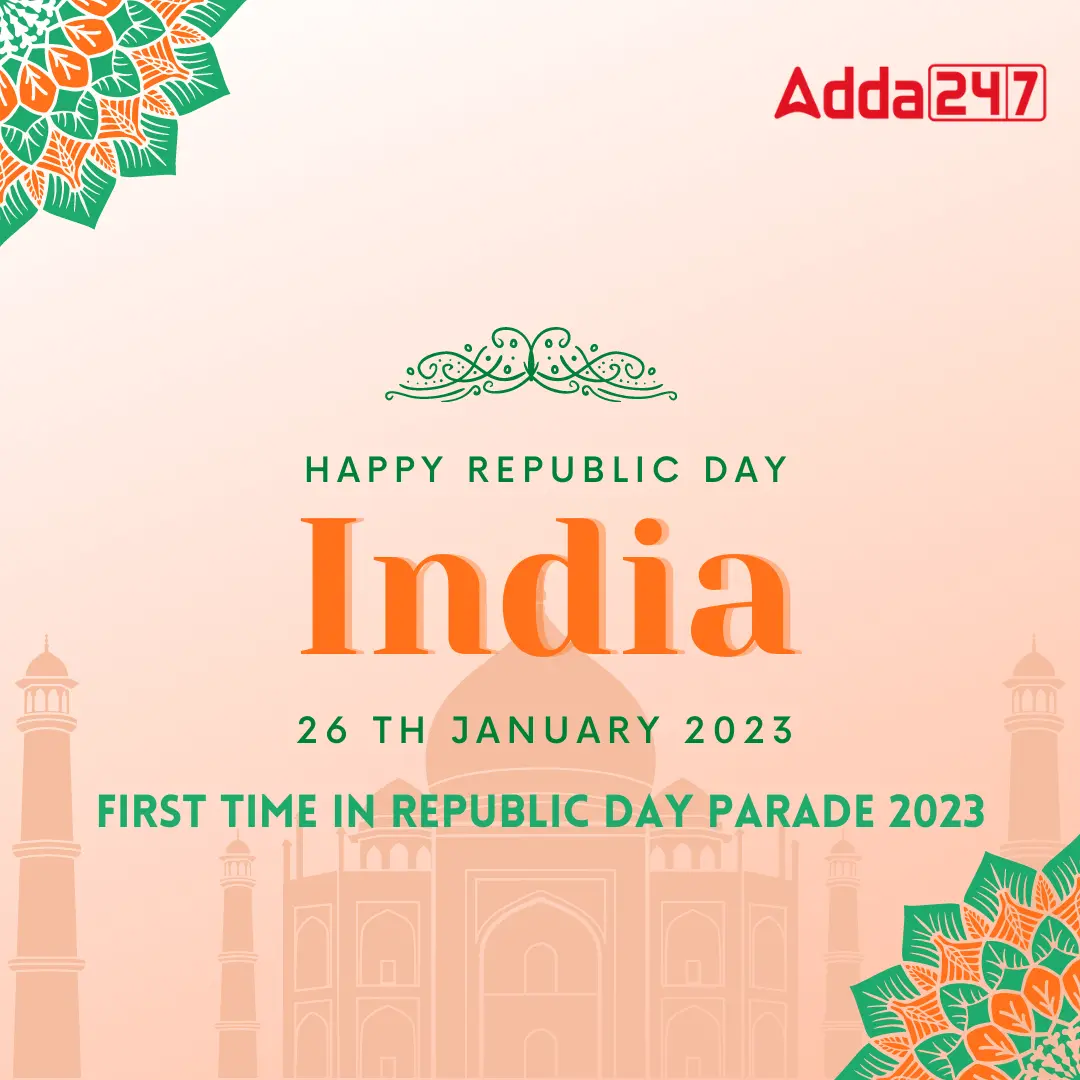 Adda247
HAPPY REPUBLIC DAY
India
26 TH JANUARY 2023
FIRST TIME IN REPUBLIC DAY PARADE 2023